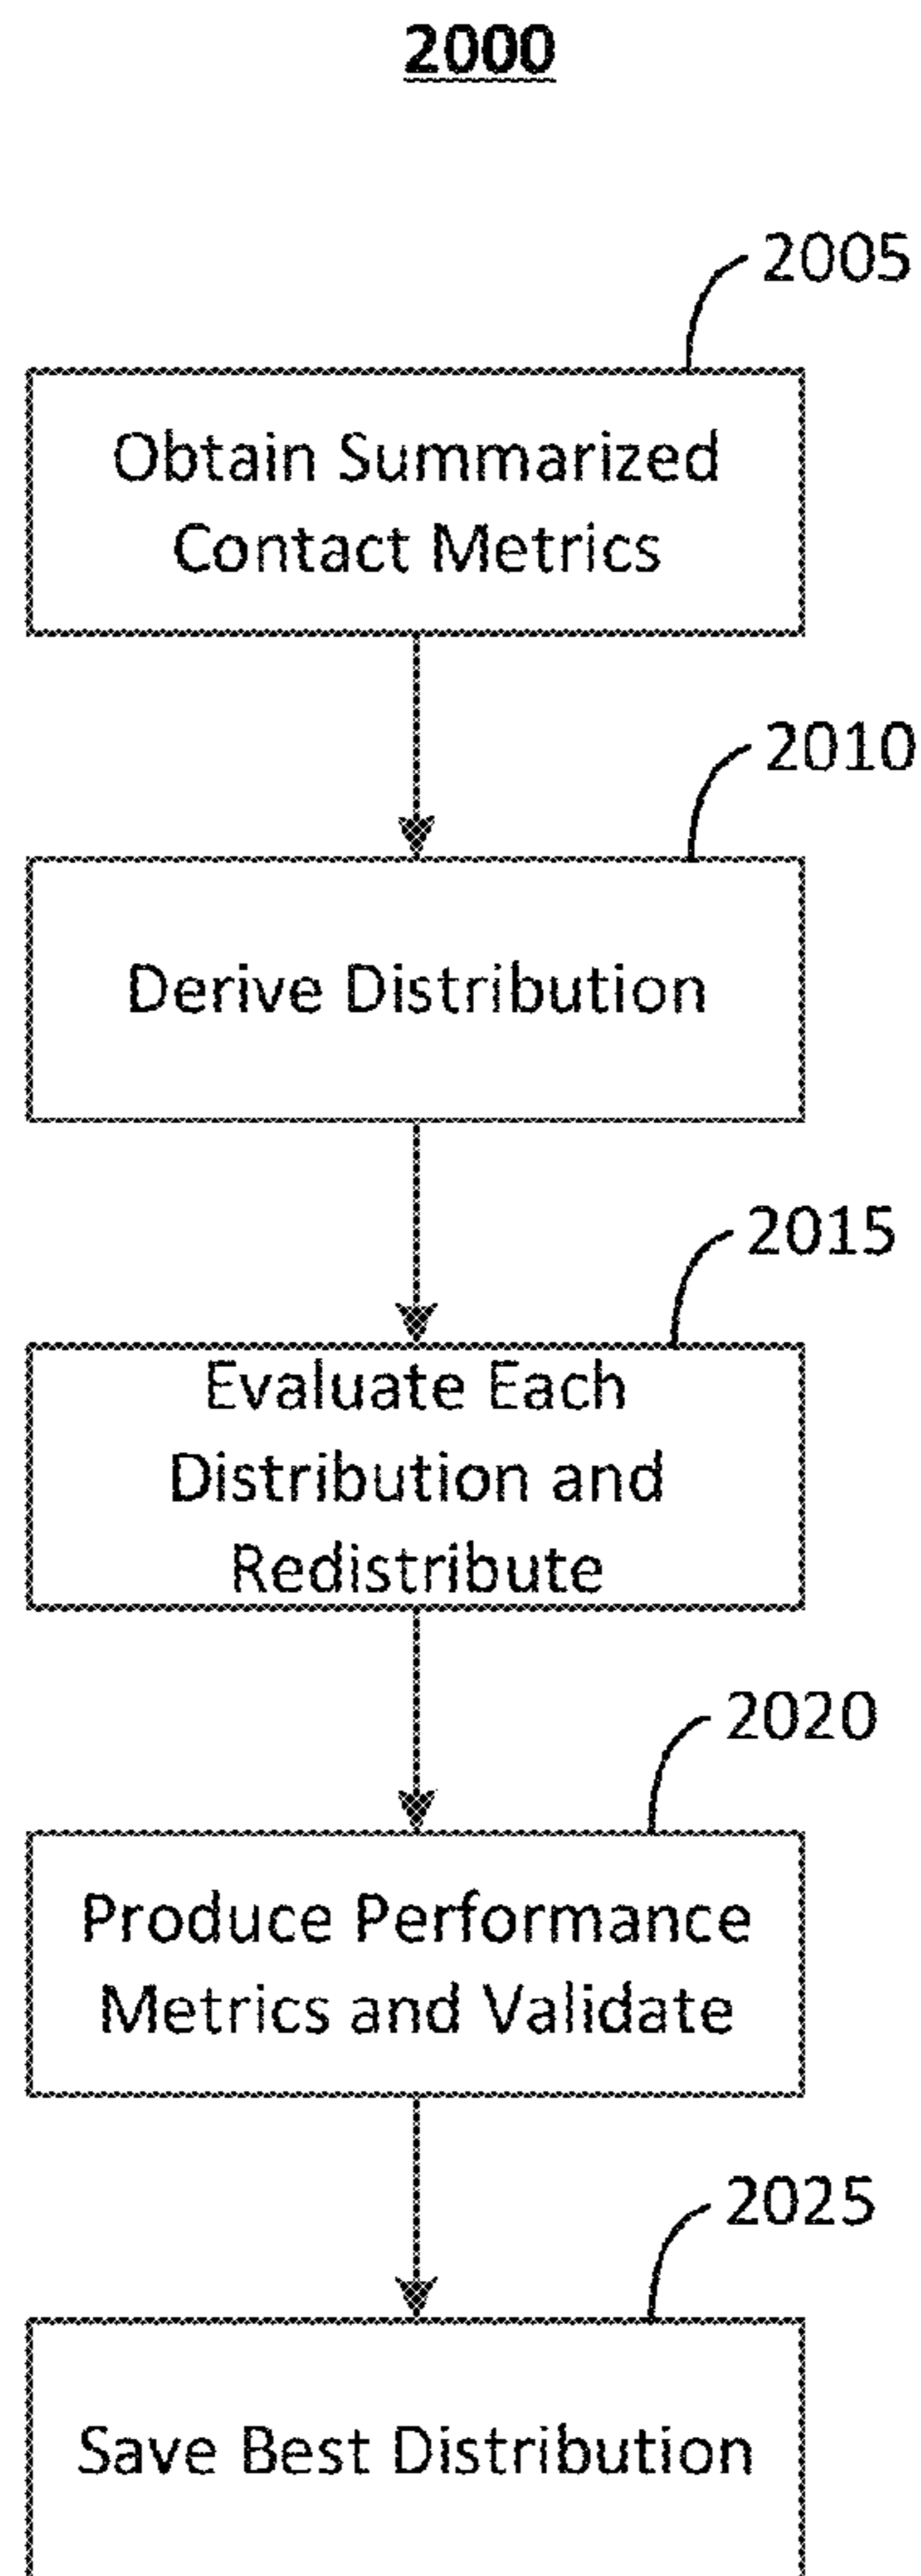 2000
2005
Obtain Summarized
Contact Metrics
2010
Derive Distribution
2015
Evaluate Each
Distribution and
Redistribute
2020
Produce Performance
Metrics and Validate
2025
Save Best Distribution